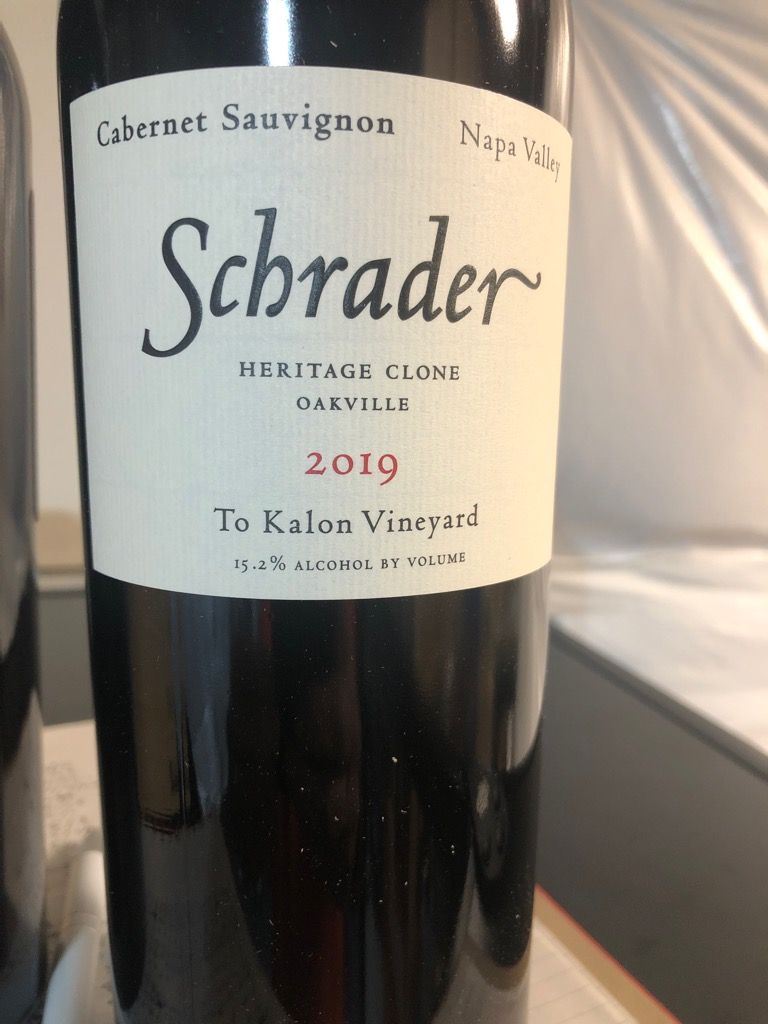 Cabernet Sauvignon Napa Valley
Schrader
HERITAGE CLONE
OAKVILLE
2019
To Kalon Vineyard
15.2% ALCOHOL BY VOLUME